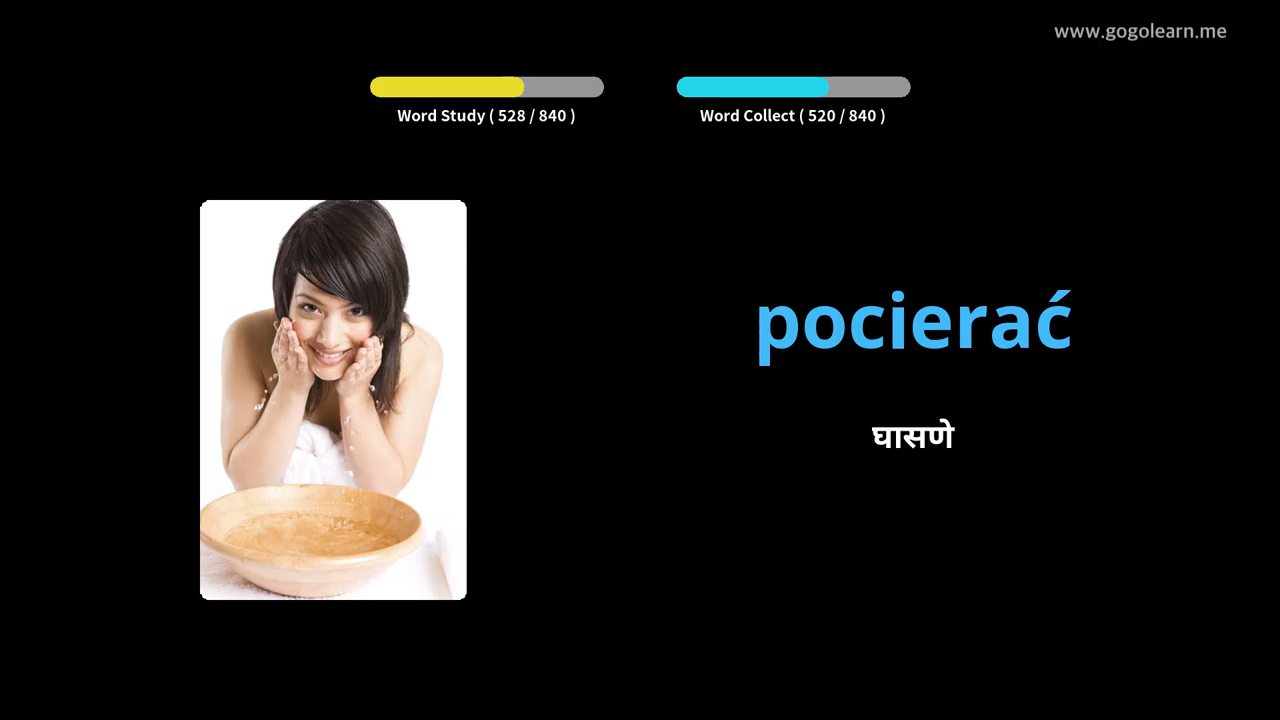 www.gogolearn.me
Word Study ( 528 / 840 )
Word Collect ( 520 / 840 )
pocierać
घासणे